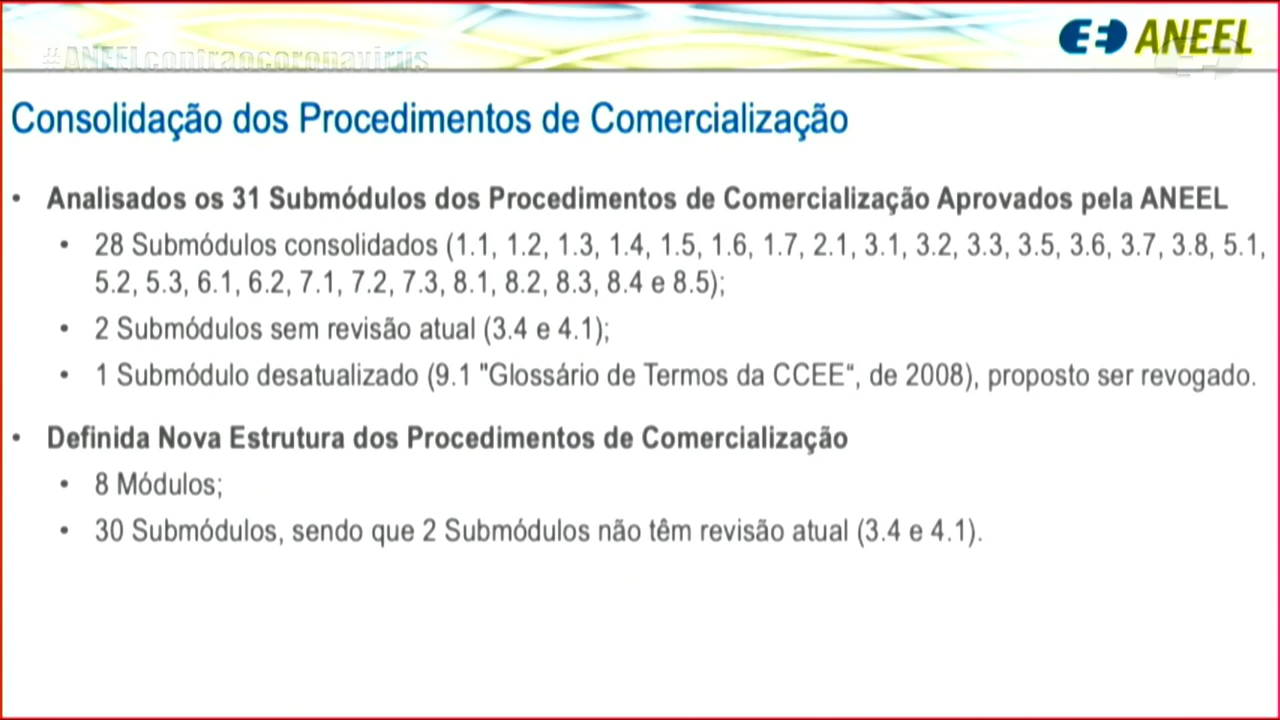 #ANEELcontraocoronavirus
ANEEL
Consolidação dos Procedimentos de Comercialização
• Analisados os 31 Submódulos dos Procedimentos de Comercialização Aprovados pela ANEEL
• 28 Submódulos consolidados (1.1, 1.2, 1.3, 1.4, 1.5, 1.6, 1.7, 2.1, 3.1, 3.2, 3.3, 3.5, 3.6, 3.7, 3.8, 5.1,
5.2, 5.3, 6.1, 6.2, 7.1, 7.2, 7.3, 8.1, 8.2, 8.3, 8.4 e 8.5);
• 2 Submódulos sem revisão atual (3.4 e 4.1);
• 1 Submódulo desatualizado (9.1 "Glossário de Termos da CCEE“, de 2008), proposto ser revogado.
• Definida Nova Estrutura dos Procedimentos de Comercialização
• 8 Módulos;
• 30 Submódulos, sendo que 2 Submódulos não têm revisão atual (3.4 e 4.1).